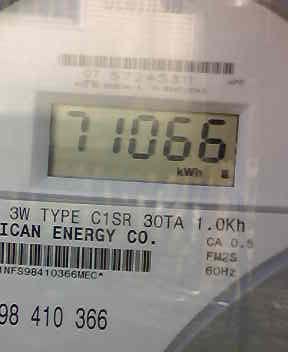 71066
kWh
3W TYPE C1SR 30TA 1.0Kh
ICAN ENERGY CO.
CA 0.5
FM2S
60Hz
1NFS98410366MEC*
98 410 366